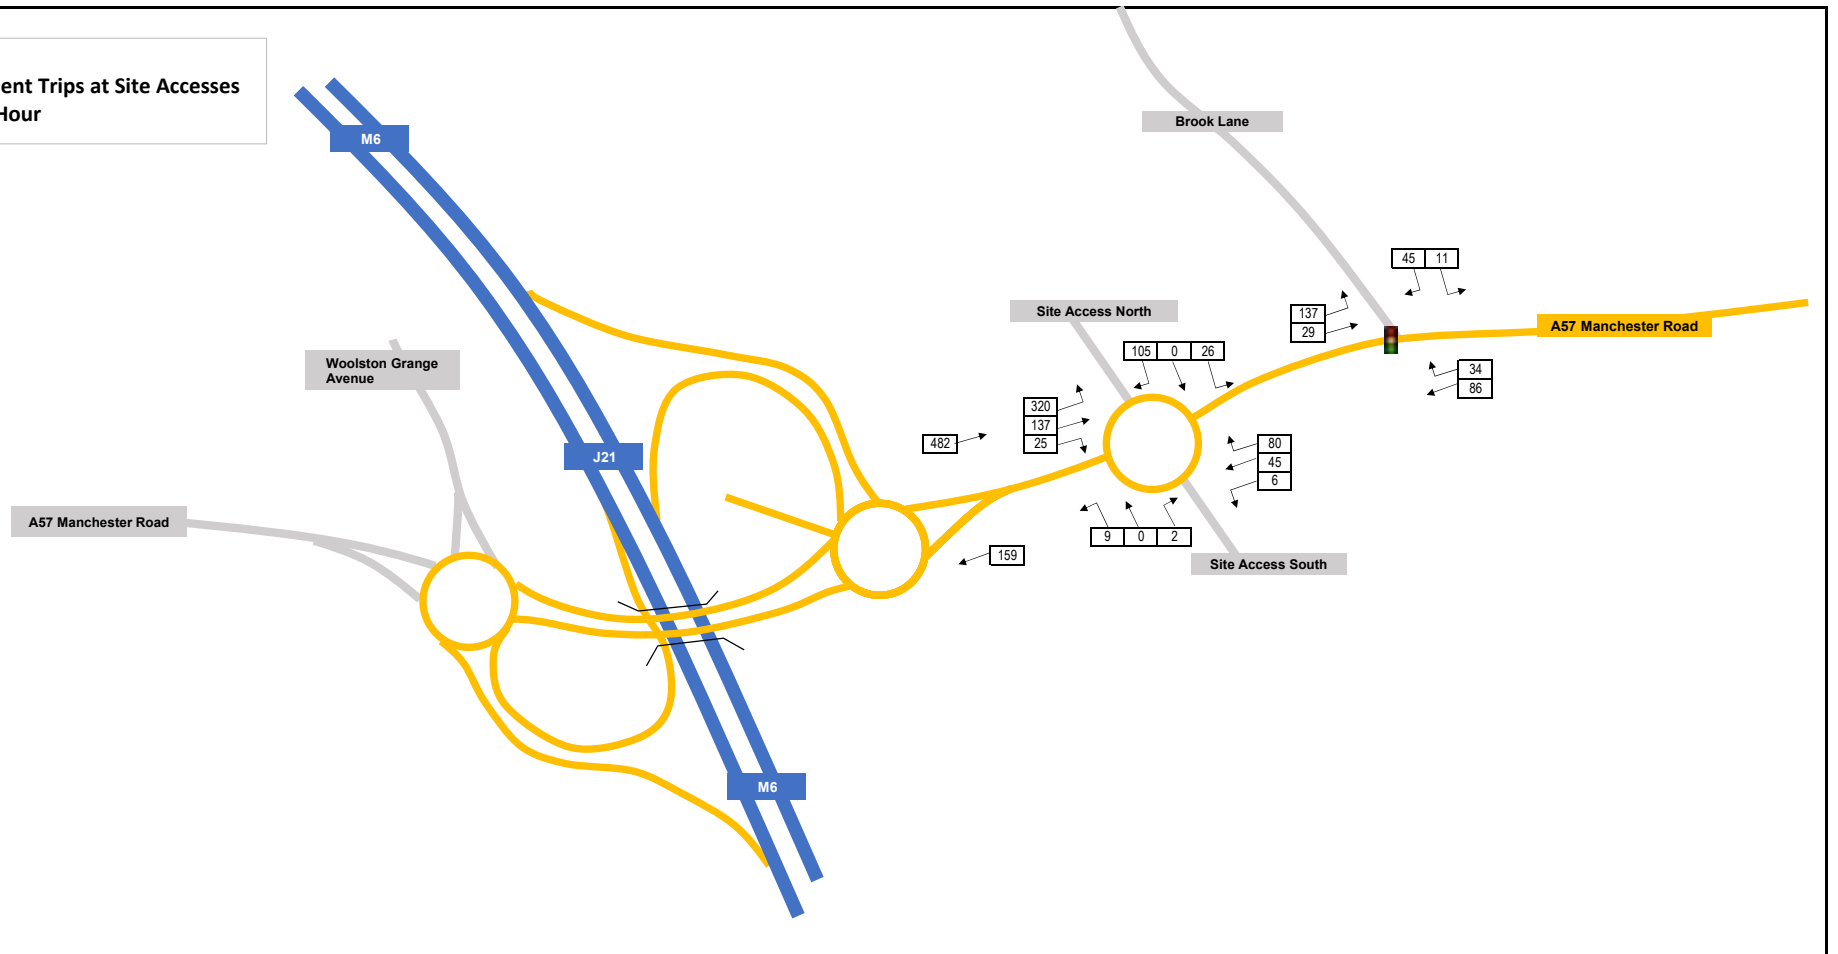 ent Trips at Site Accesses
Hour
M6
Brook Lane
45 11
Site Access North
137
29
A57 Manchester Road
105 0 26
Woolston Grange
Avenue
34
86
320
137
25
482
80
45
6
J21
A57 Manchester Road
9 0 2
159
Site Access South
M6